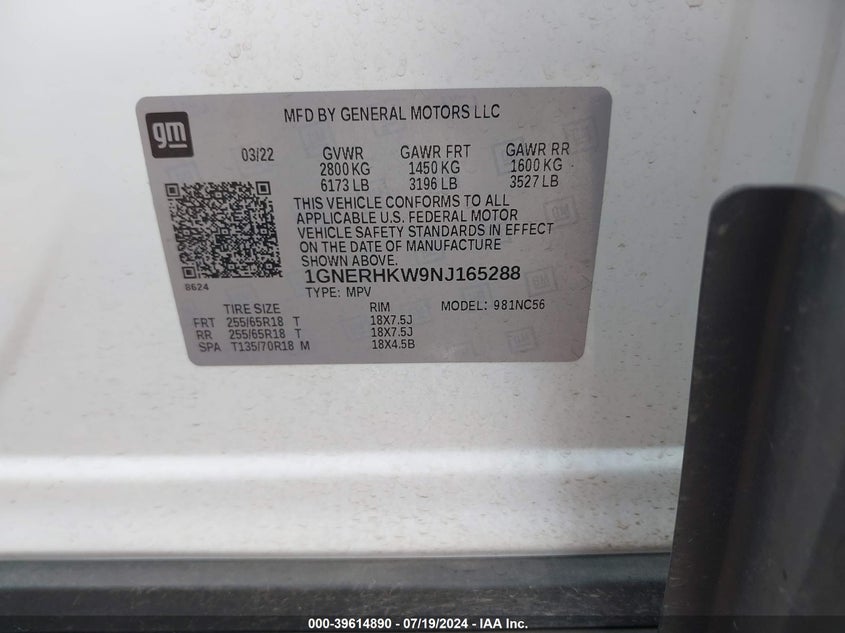 gm
MFD BY GENERAL MOTORS LLC
03/22 GVWR GAWR FRT GAWR RR
2800 KG 1450 KG 1600 KG
6173 LB 3196 LB 3527 LB
THIS VEHICLE CONFORMS TO ALL
APPLICABLE U.S. FEDERAL MOTOR
VEHICLE SAFETY STANDARDS IN EFFECT
ON THE DATE OF MANUFACTURE
SHOWN ABOVE.
1GNERHKW9NJ165288
8624
TYPE: MPV
TIRE SIZE RIM MODEL: 981NC56
FRT 255/65R18 T 18X7.5J
RR 255/65R18 T 18X7.5J
SPA T135/70R18 M 18X4.5B
000-39614890 - 07/19/2024 - IAA Inc.